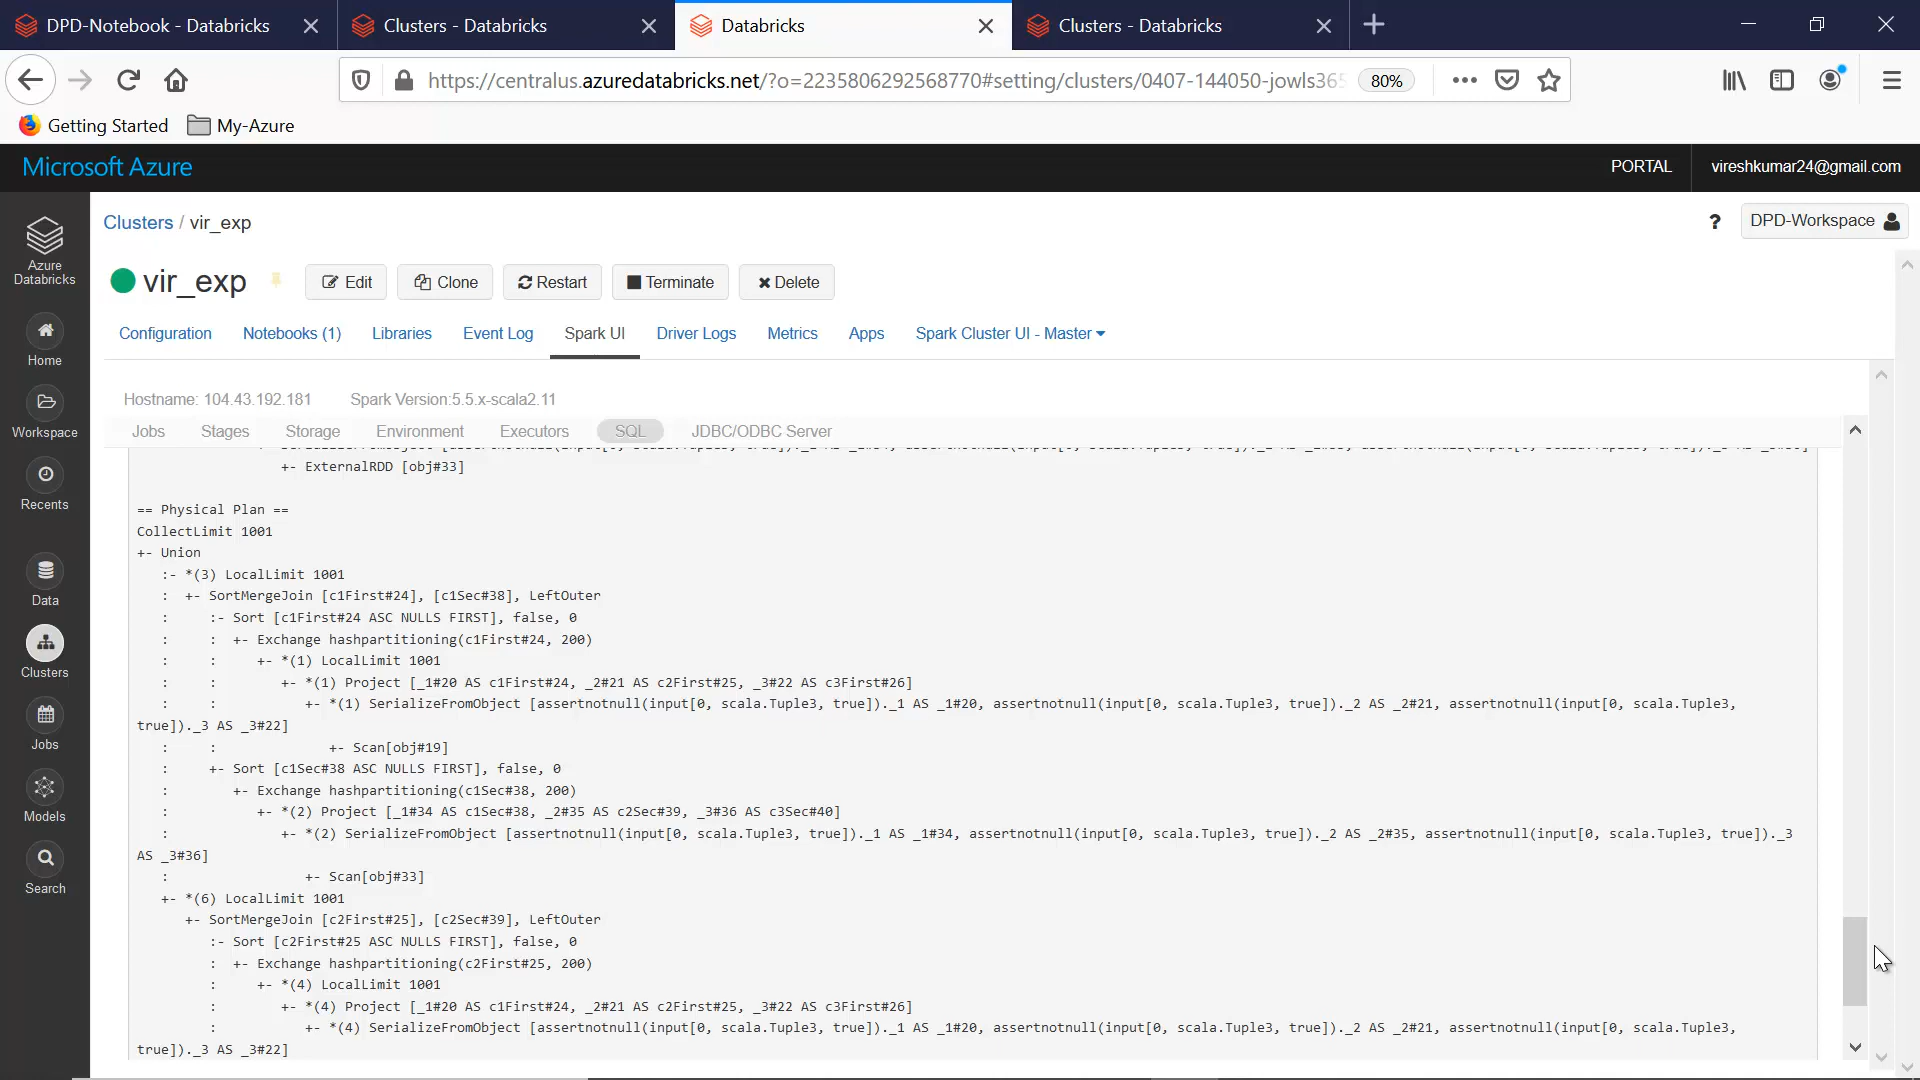 DPD-Notebook - Databricks
Clusters - Databricks
Databricks
Clusters - Databricks
https://centralus.azuredatabricks.net/?o=2235806292568770#setting/clusters/0407-144050-jowls365
80%
Getting Started
My-Azure
Microsoft Azure
PORTAL
vireshkumar24@gmail.com
Azure Databricks
Home
Workspace
Recents
Data
Clusters
Jobs
Models
Search
Clusters / vir_exp
?
DPD-Workspace
vir_exp
Edit
Clone
Restart
Terminate
Delete
Configuration
Notebooks (1)
Libraries
Event Log
Spark UI
Driver Logs
Metrics
Apps
Spark Cluster UI - Master
Hostname: 104.43.192.181
Spark Version:5.5.x-scala2.11
Jobs
Stages
Storage
Environment
Executors
SQL
JDBC/ODBC Server
+- ExternalRDD [obj#33]
== Physical Plan ==
CollectLimit 1001
+- Union
:- *(3) LocalLimit 1001
: +- SortMergeJoin [c1First#24], [c1Sec#38], LeftOuter
: :- Sort [c1First#24 ASC NULLS FIRST], false, 0
: : +- Exchange hashpartitioning(c1First#24, 200)
: : +- *(1) LocalLimit 1001
: : +- *(1) Project [_1#20 AS c1First#24, _2#21 AS c2First#25, _3#22 AS c3First#26]
: : +- *(1) SerializeFromObject [assertnotnull(input[0, scala.Tuple3, true])._1 AS _1#20, assertnotnull(input[0, scala.Tuple3, true])._2 AS _2#21, assertnotnull(input[0, scala.Tuple3,
true])._3 AS _3#22]
: : +- Scan[obj#19]
: +- Sort [c1Sec#38 ASC NULLS FIRST], false, 0
: +- Exchange hashpartitioning(c1Sec#38, 200)
: +- *(2) Project [_1#34 AS c1Sec#38, _2#35 AS c2Sec#39, _3#36 AS c3Sec#40]
: +- *(2) SerializeFromObject [assertnotnull(input[0, scala.Tuple3, true])._1 AS _1#34, assertnotnull(input[0, scala.Tuple3, true])._2 AS _2#35, assertnotnull(input[0, scala.Tuple3, true])._3
AS _3#36]
: +- Scan[obj#33]
+- *(6) LocalLimit 1001
+- SortMergeJoin [c2First#25], [c2Sec#39], LeftOuter
:- Sort [c2First#25 ASC NULLS FIRST], false, 0
: +- Exchange hashpartitioning(c2First#25, 200)
: +- *(4) LocalLimit 1001
: +- *(4) Project [_1#20 AS c1First#24, _2#21 AS c2First#25, _3#22 AS c3First#26]
: +- *(4) SerializeFromObject [assertnotnull(input[0, scala.Tuple3, true])._1 AS _1#20, assertnotnull(input[0, scala.Tuple3, true])._2 AS _2#21, assertnotnull(input[0, scala.Tuple3,
true])._3 AS _3#22]